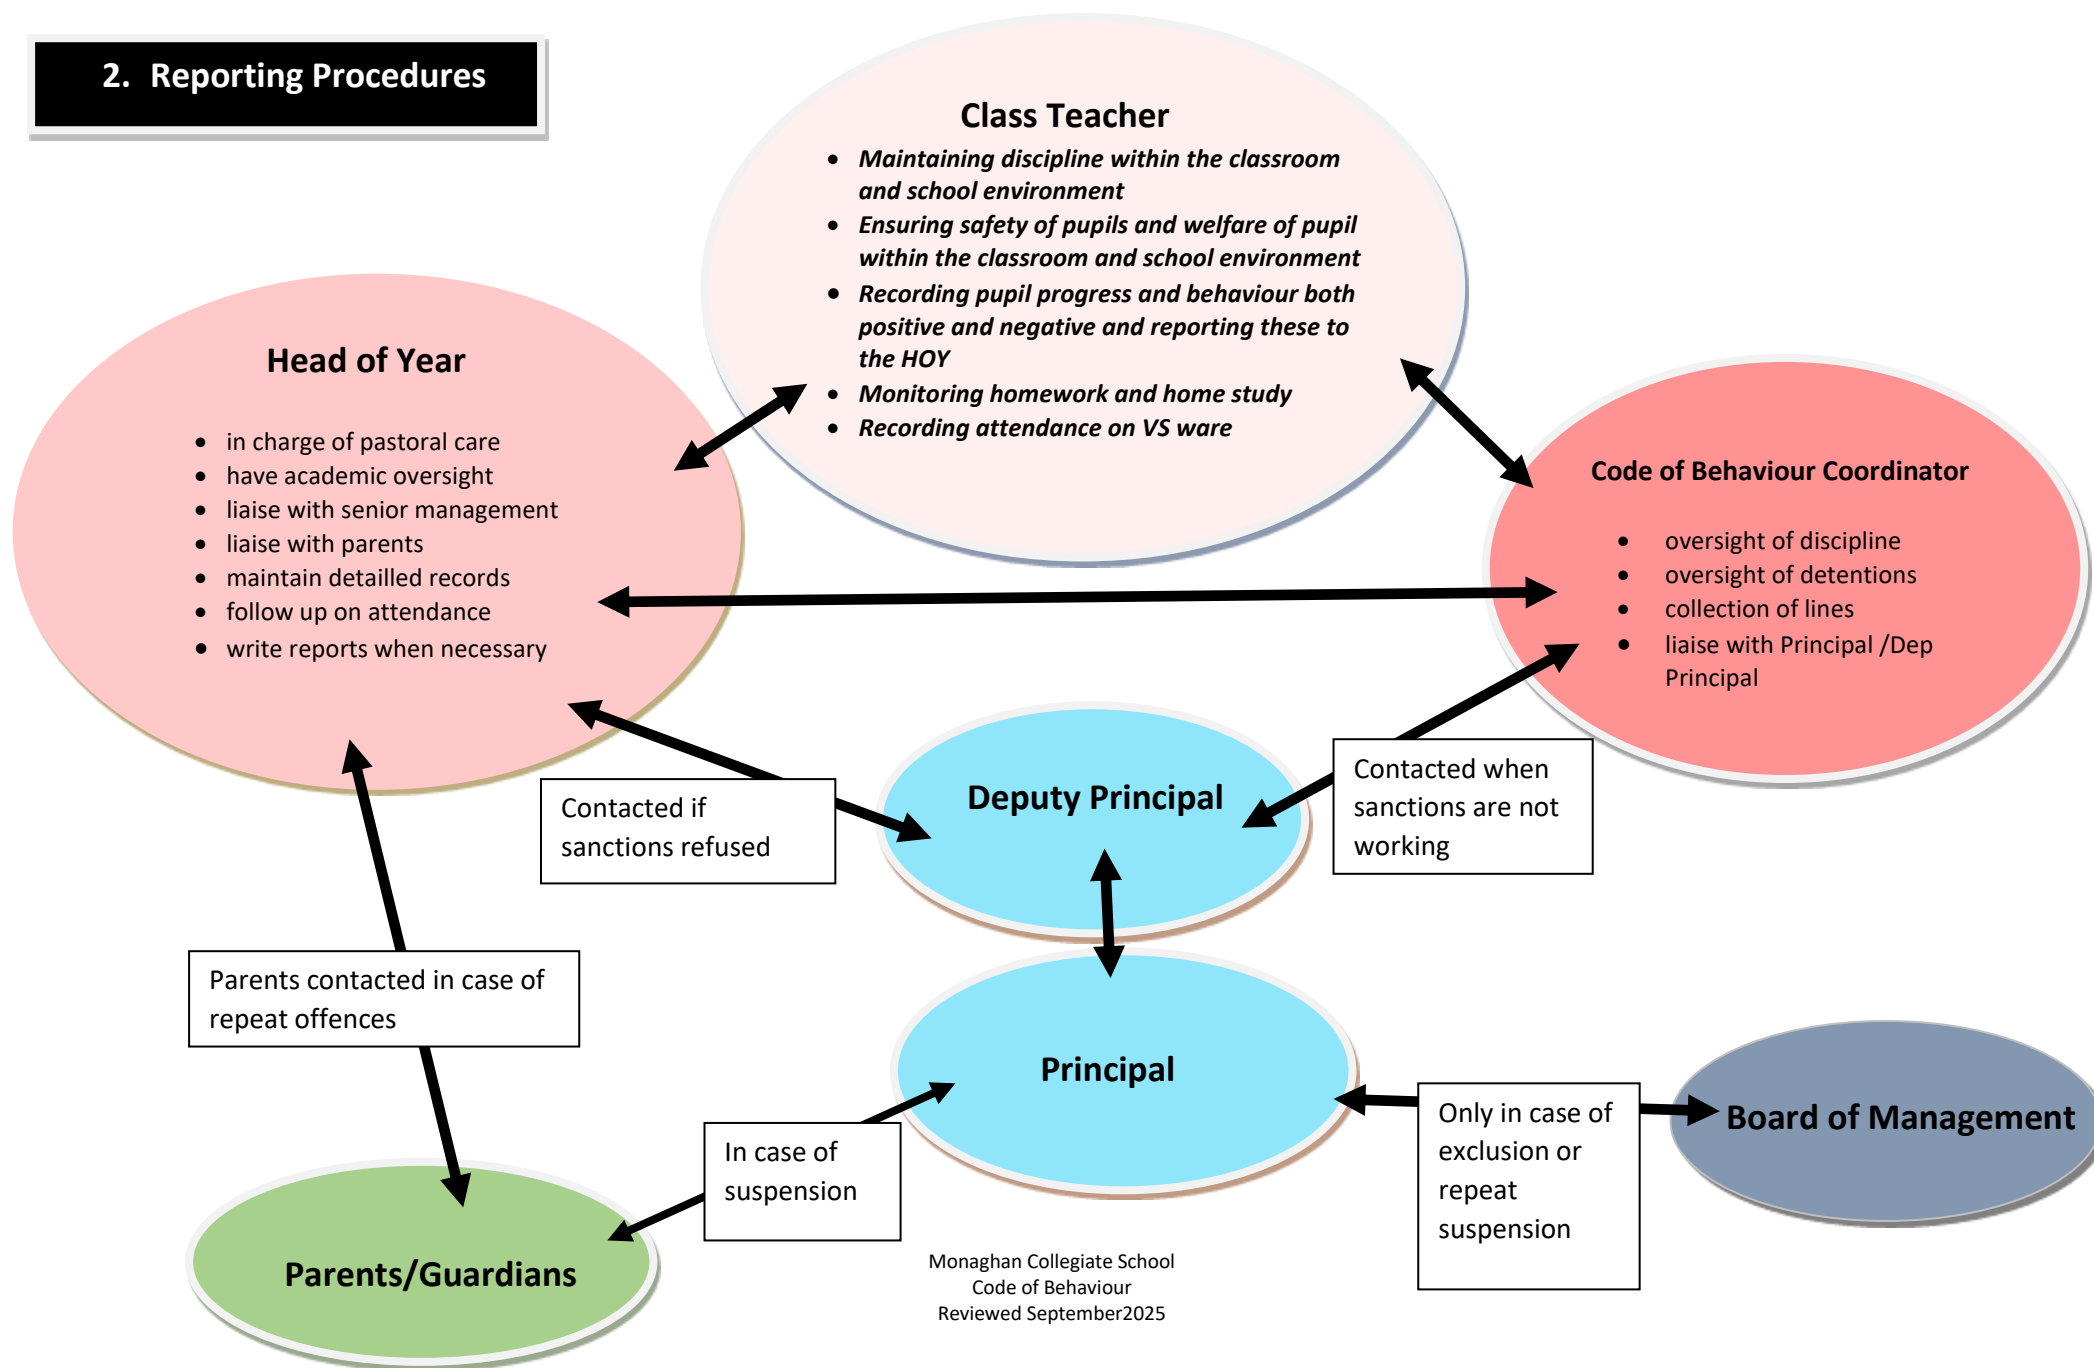 2. Reporting Procedures
Class Teacher
• Maintaining discipline within the classroom
and school environment
• Ensuring safety of pupils and welfare of pupil
within the classroom and school environment
• Recording pupil progress and behaviour both
positive and negative and reporting these to
the HOY
• Monitoring homework and home study
• Recording attendance on VS ware
Head of Year
• in charge of pastoral care
• have academic oversight
• liaise with senior management
• liaise with parents
• maintain detailled records
• follow up on attendance
• write reports when necessary
Code of Behaviour Coordinator
• oversight of discipline
• oversight of detentions
• collection of lines
• liaise with Principal /Dep
Principal
Contacted if
sanctions refused
Deputy Principal
Contacted when
sanctions are not
working
Parents contacted in case of
repeat offences
Principal
In case of
suspension
Only in case of
exclusion or
repeat
suspension
Board of Management
Parents/Guardians
Monaghan Collegiate School
Code of Behaviour
Reviewed September2025